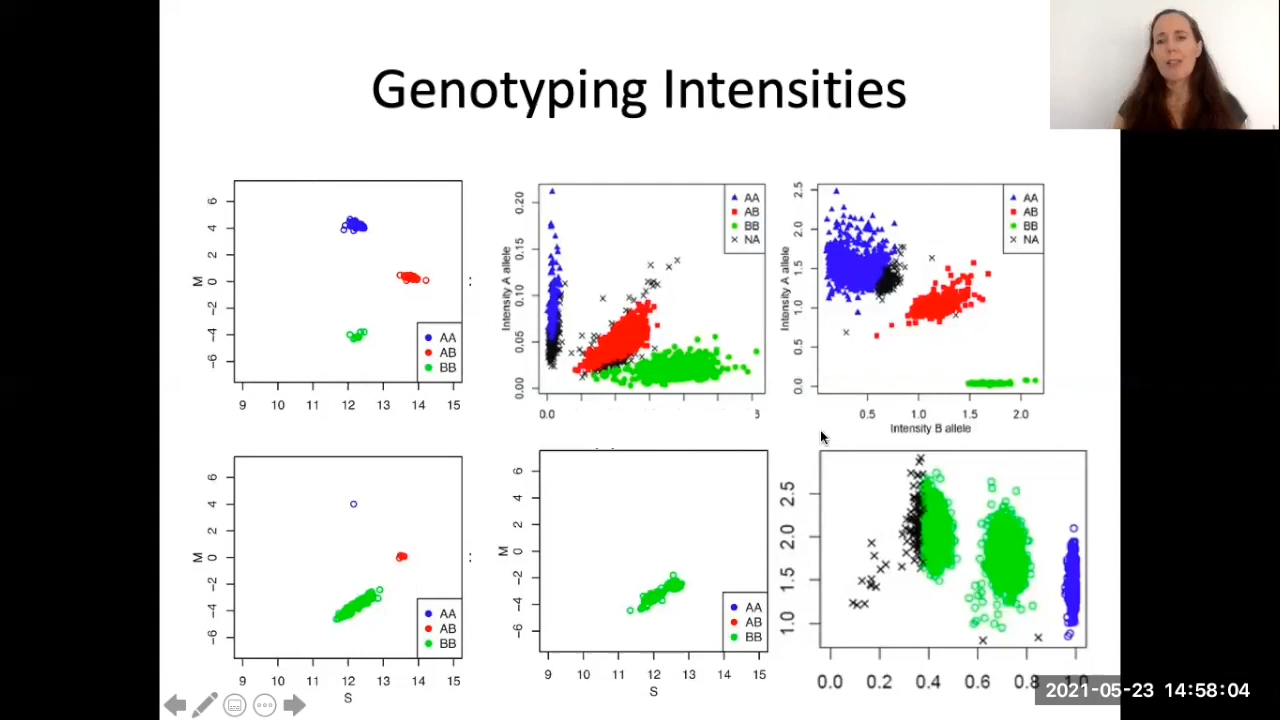 Genotyping Intensities
M
6
4
2
0
-2
-4
-6
AA
AB
BB
9 10 11 12 13 14 15
Intensity A allele
0.20
0.15
0.10
0.05
0.00
AA
AB
BB
NA
0.0
Intensity A allele
2.5
2.0
1.5
1.0
0.5
0.0
AA
AB
BB
NA
0.5 1.0 1.5 2.0
Intensity B allele
M
6
4
2
0
-2
-4
-6
AA
AB
BB
9 10 11 12 13 14 15
S
M
6
4
2
0
-2
-4
-6
AA
AB
BB
9 10 11 12 13 14 15
S
2.5
2.0
1.5
1.0
0.0 0.2 0.4 0.6 0.8 1.0
2021-05-23 14:58:04